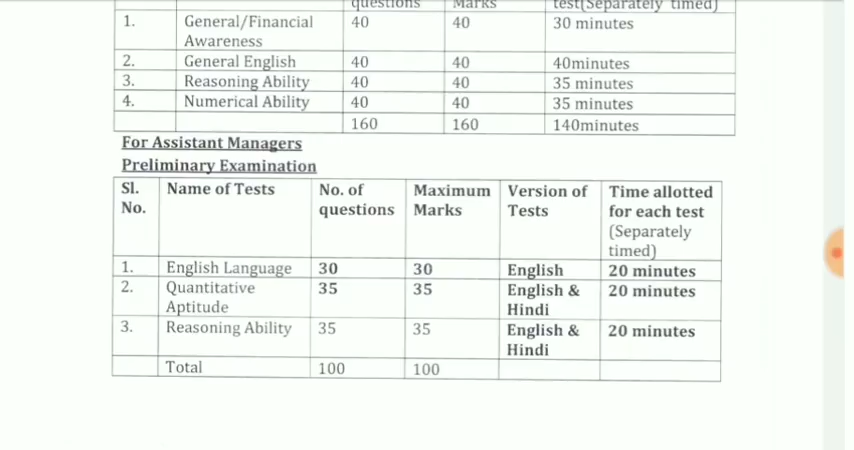 questions Marks test(Separately timed)
1. General/Financial Awareness 40 40 30 minutes
2. General English 40 40 40minutes
3. Reasoning Ability 40 40 35 minutes
4. Numerical Ability 40 40 35 minutes
160 160 140minutes
For Assistant Managers
Preliminary Examination
Sl. No. Name of Tests No. of questions Maximum Marks Version of Tests Time allotted for each test (Separately timed)
1. English Language 30 30 English 20 minutes
2. Quantitative Aptitude 35 35 English & Hindi 20 minutes
3. Reasoning Ability 35 35 English & Hindi 20 minutes
Total 100 100